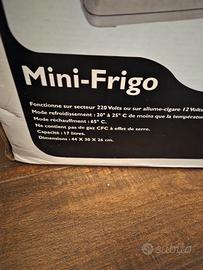 Mini-Frigo
Fonctionne sur secteur 220 Volts ou sur allume-cigare 12 Volts
Mode refroidissement : 20° à 25° C de moins que la températur
Mode réchauffement : 65° C.
Ne contient pas de gaz CFC à effet de serre.
Capacité : 17 litres.
Dimensions : 44 X 30 X 26 cm.
subito